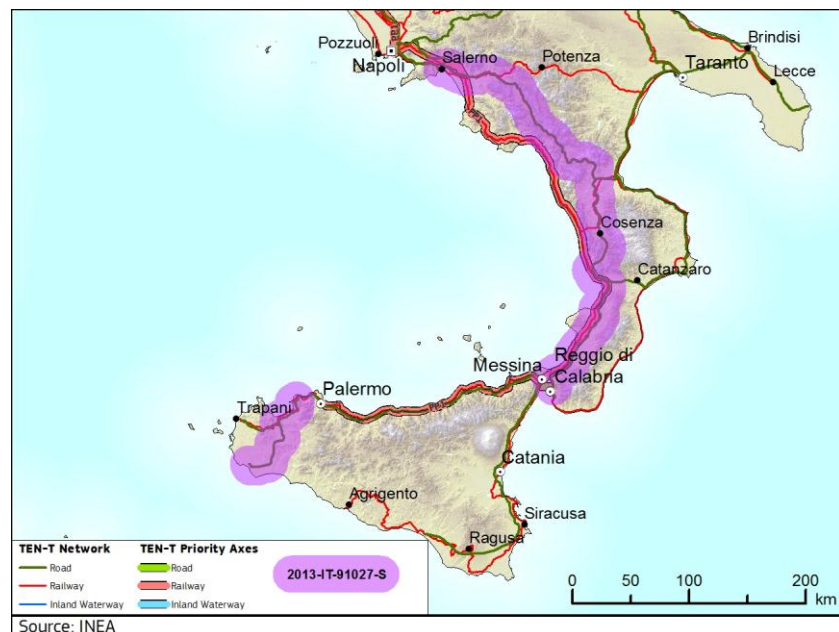 Pozzuoli
Napoli
Salerno
Potenza
Brindisi
Taranto
Lecce
Cosenza
Catanzaro
Messina
Reggio di
Calabria
Palermo
Trapani
Catania
Agrigento
Siracusa
Ragusa
TEN-T Network
Road
Railway
Inland Waterway
TEN-T Priority Axes
Road
Railway
Inland Waterway
2013-IT-91027-S
0 50 100 200
km
Source: INEA